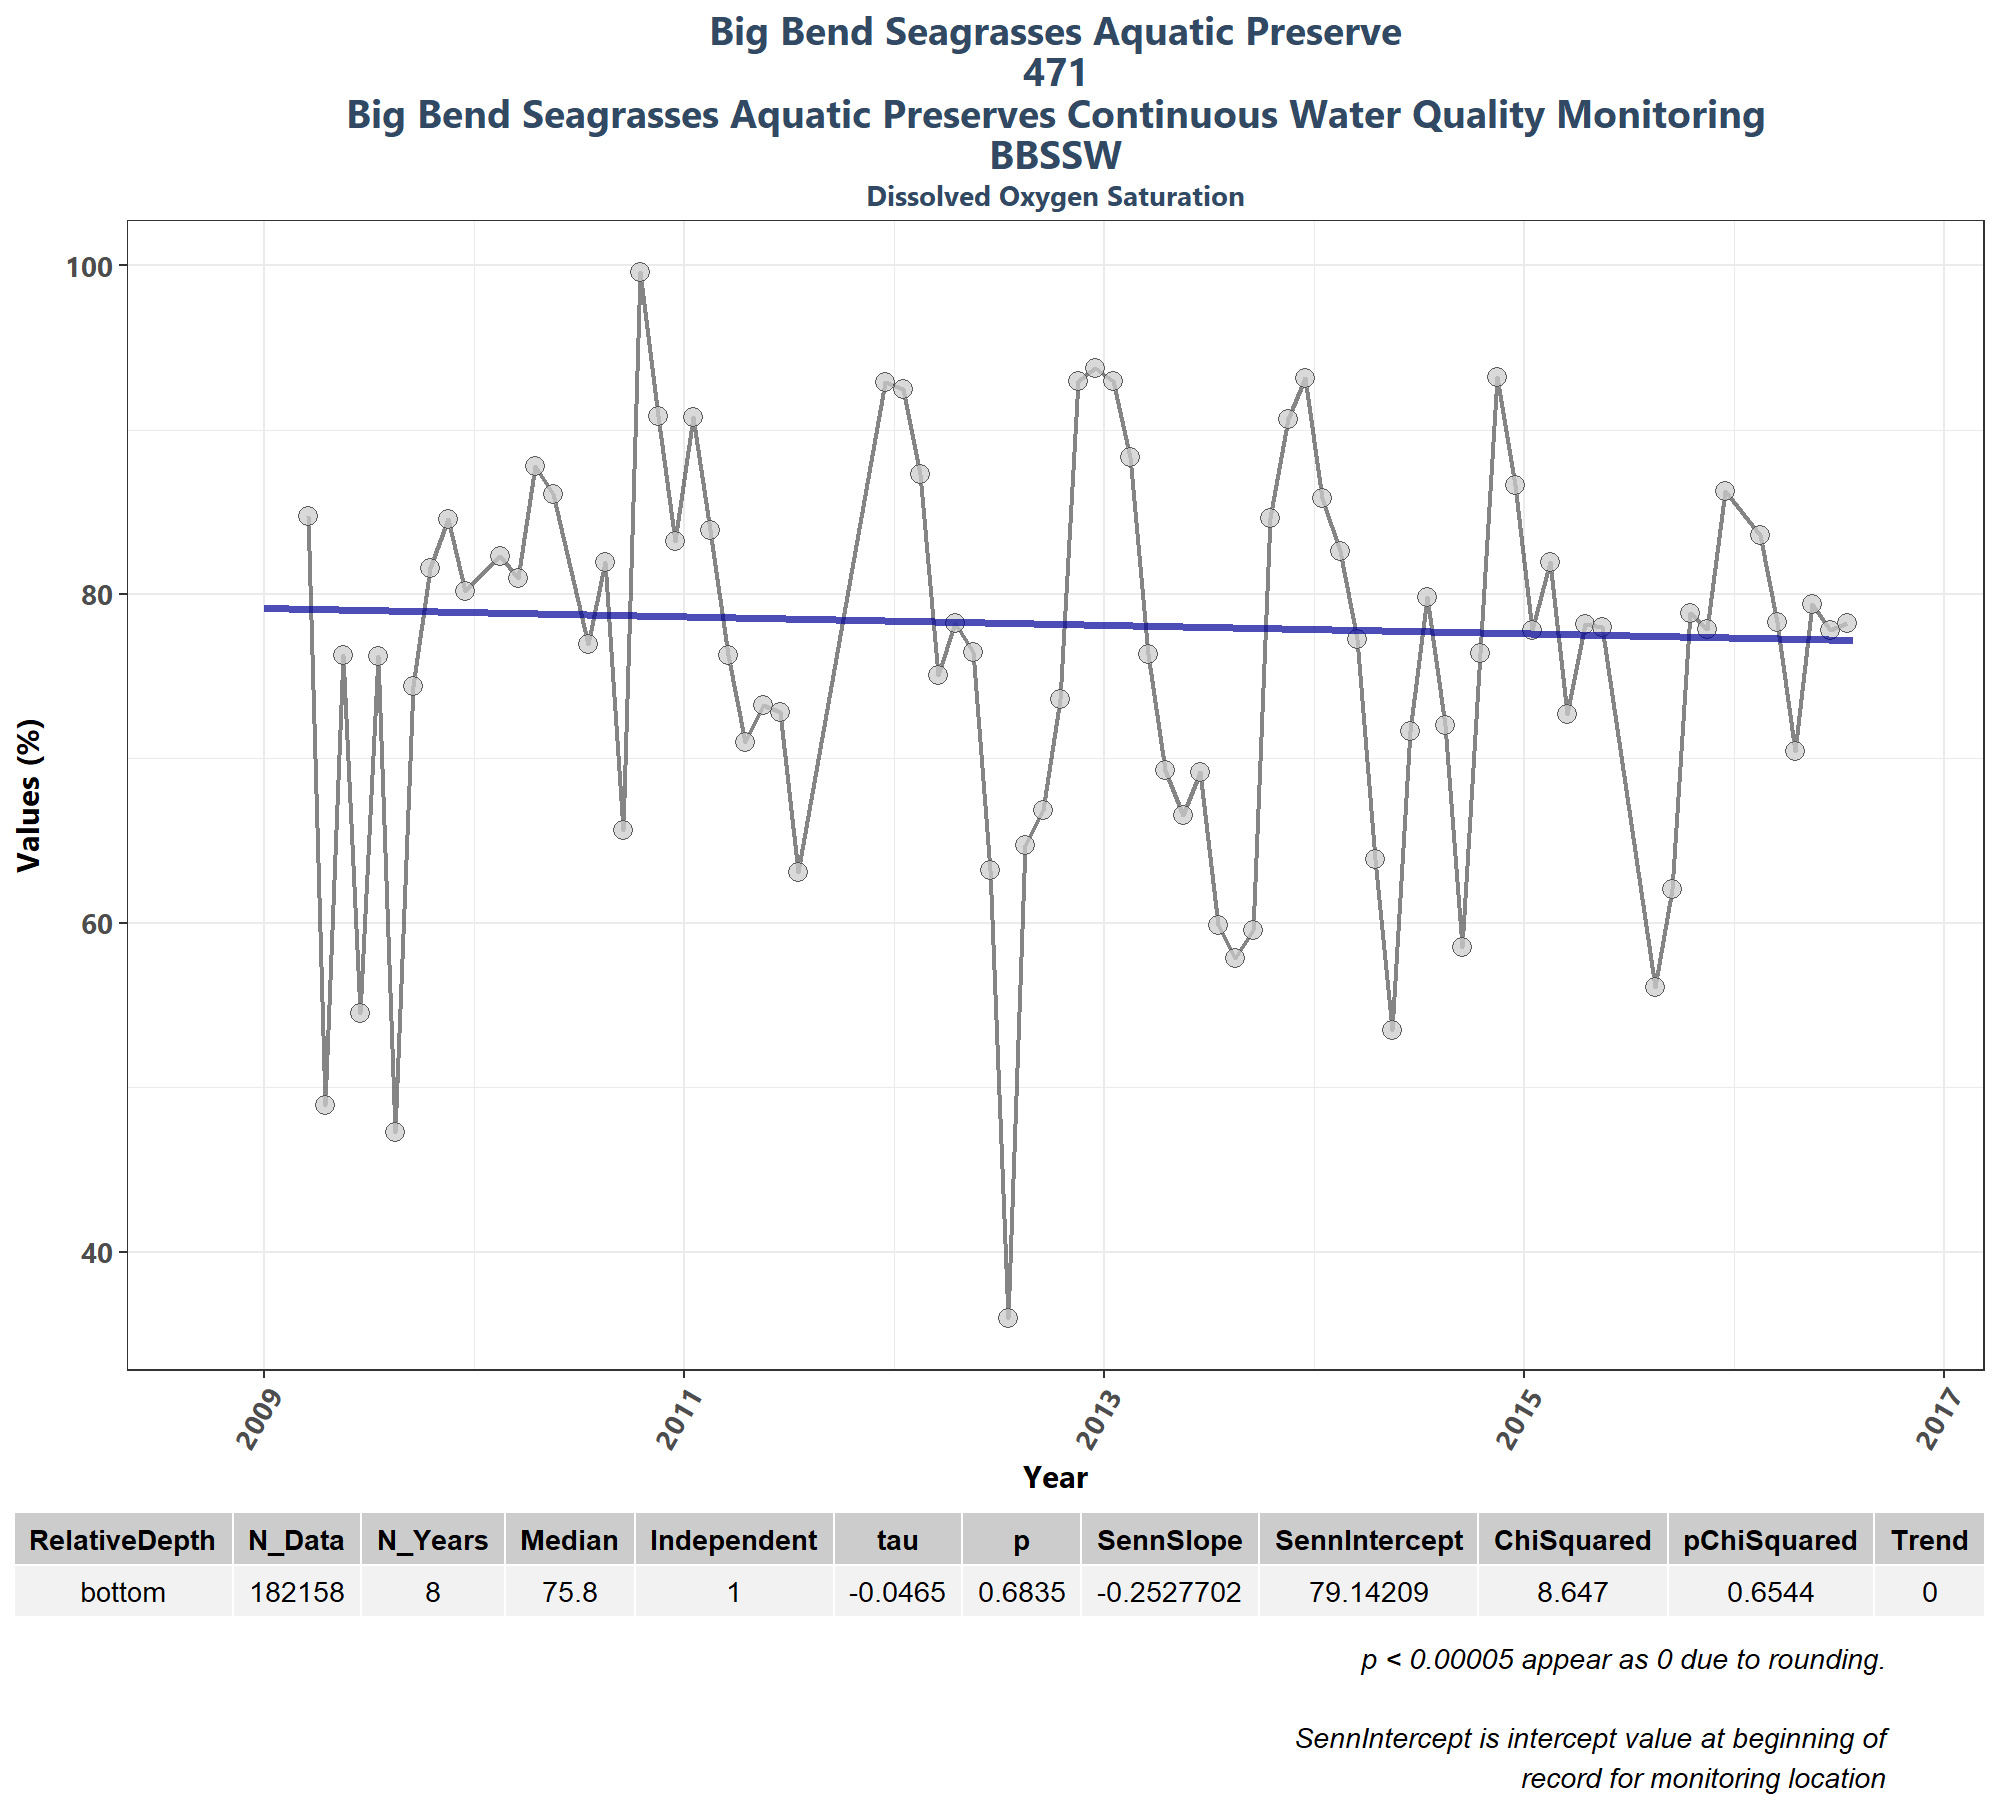 Big Bend Seagrasses Aquatic Preserve
471
Big Bend Seagrasses Aquatic Preserves Continuous Water Quality Monitoring
BBSSW
Dissolved Oxygen Saturation
100
80
60
40
Values (%)
2009 2011 2013 2015 2017
Year
RelativeDepth N_Data N_Years Median Independent tau p SennSlope SennIntercept ChiSquared pChiSquared Trend
bottom 182158 8 75.8 1 -0.0465 0.6835 -0.2527702 79.14209 8.647 0.6544 0
p < 0.00005 appear as 0 due to rounding.
SennIntercept is intercept value at beginning of
record for monitoring location